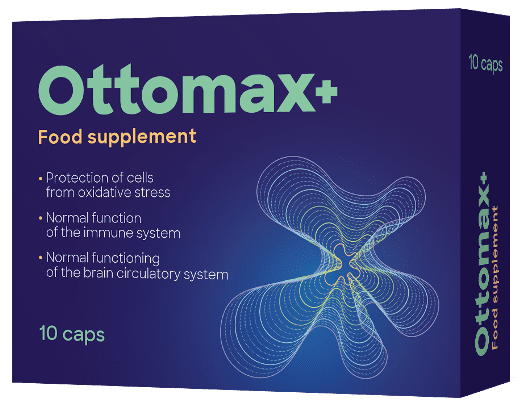 Ottomax+
Food supplement
• Protection of cells
from oxidative stress
• Normal function
of the immune system
• Normal functioning
of the brain circulatory system
10 caps
10 caps
Ottomax+
Food supplement